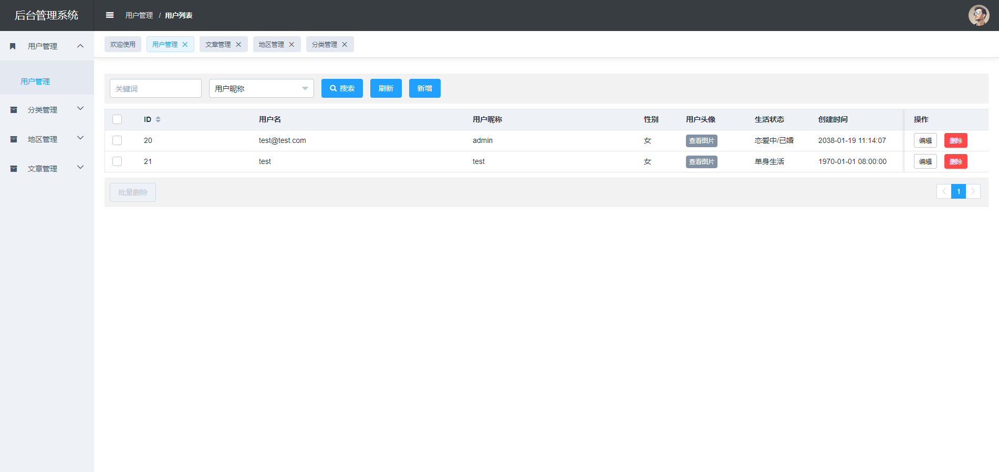 后台管理系统
用户管理 / 用户列表
用户管理
用户管理
分类管理
地区管理
文章管理
欢迎使用 用户管理 文章管理 地区管理 分类管理
关键词 用户昵称 搜索 刷新 新增
ID 用户名 用户昵称 性别 用户头像 生活状态 创建时间 操作
20 test@test.com admin 女 查看图片 恋爱中/已婚 2038-01-19 11:14:07 编辑 删除
21 test test 女 查看图片 单身生活 1970-01-01 08:00:00 编辑 删除
批量删除 1